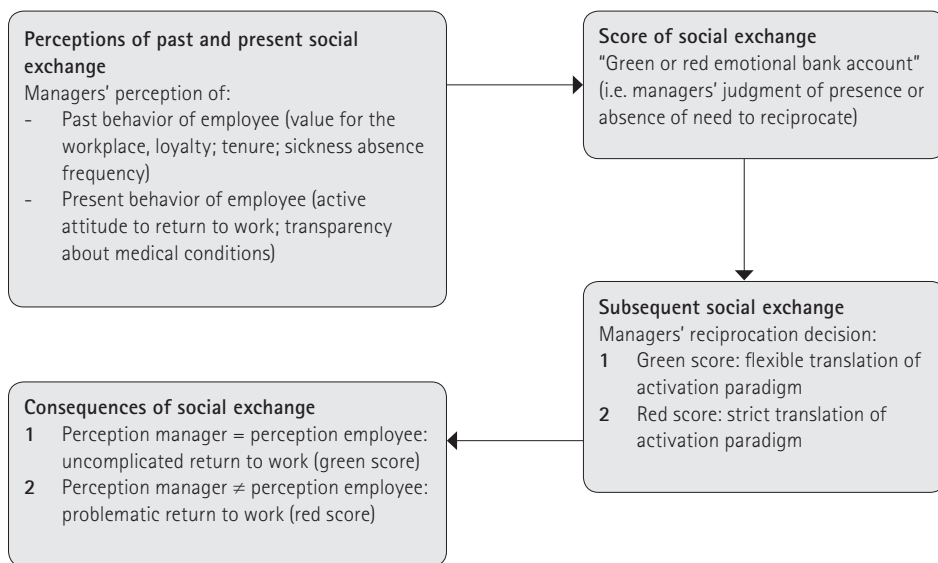 Perceptions of past and present social
exchange
Managers' perception of:
- Past behavior of employee (value for the
workplace, loyalty; tenure; sickness absence
frequency)
- Present behavior of employee (active
attitude to return to work; transparency
about medical conditions)
Score of social exchange
“Green or red emotional bank account”
(i.e. managers' judgment of presence or
absence of need to reciprocate)
Subsequent social exchange
Managers' reciprocation decision:
1 Green score: flexible translation of
activation paradigm
2 Red score: strict translation of
activation paradigm
Consequences of social exchange
1 Perception manager = perception employee:
uncomplicated return to work (green score)
2 Perception manager ≠ perception employee:
problematic return to work (red score)